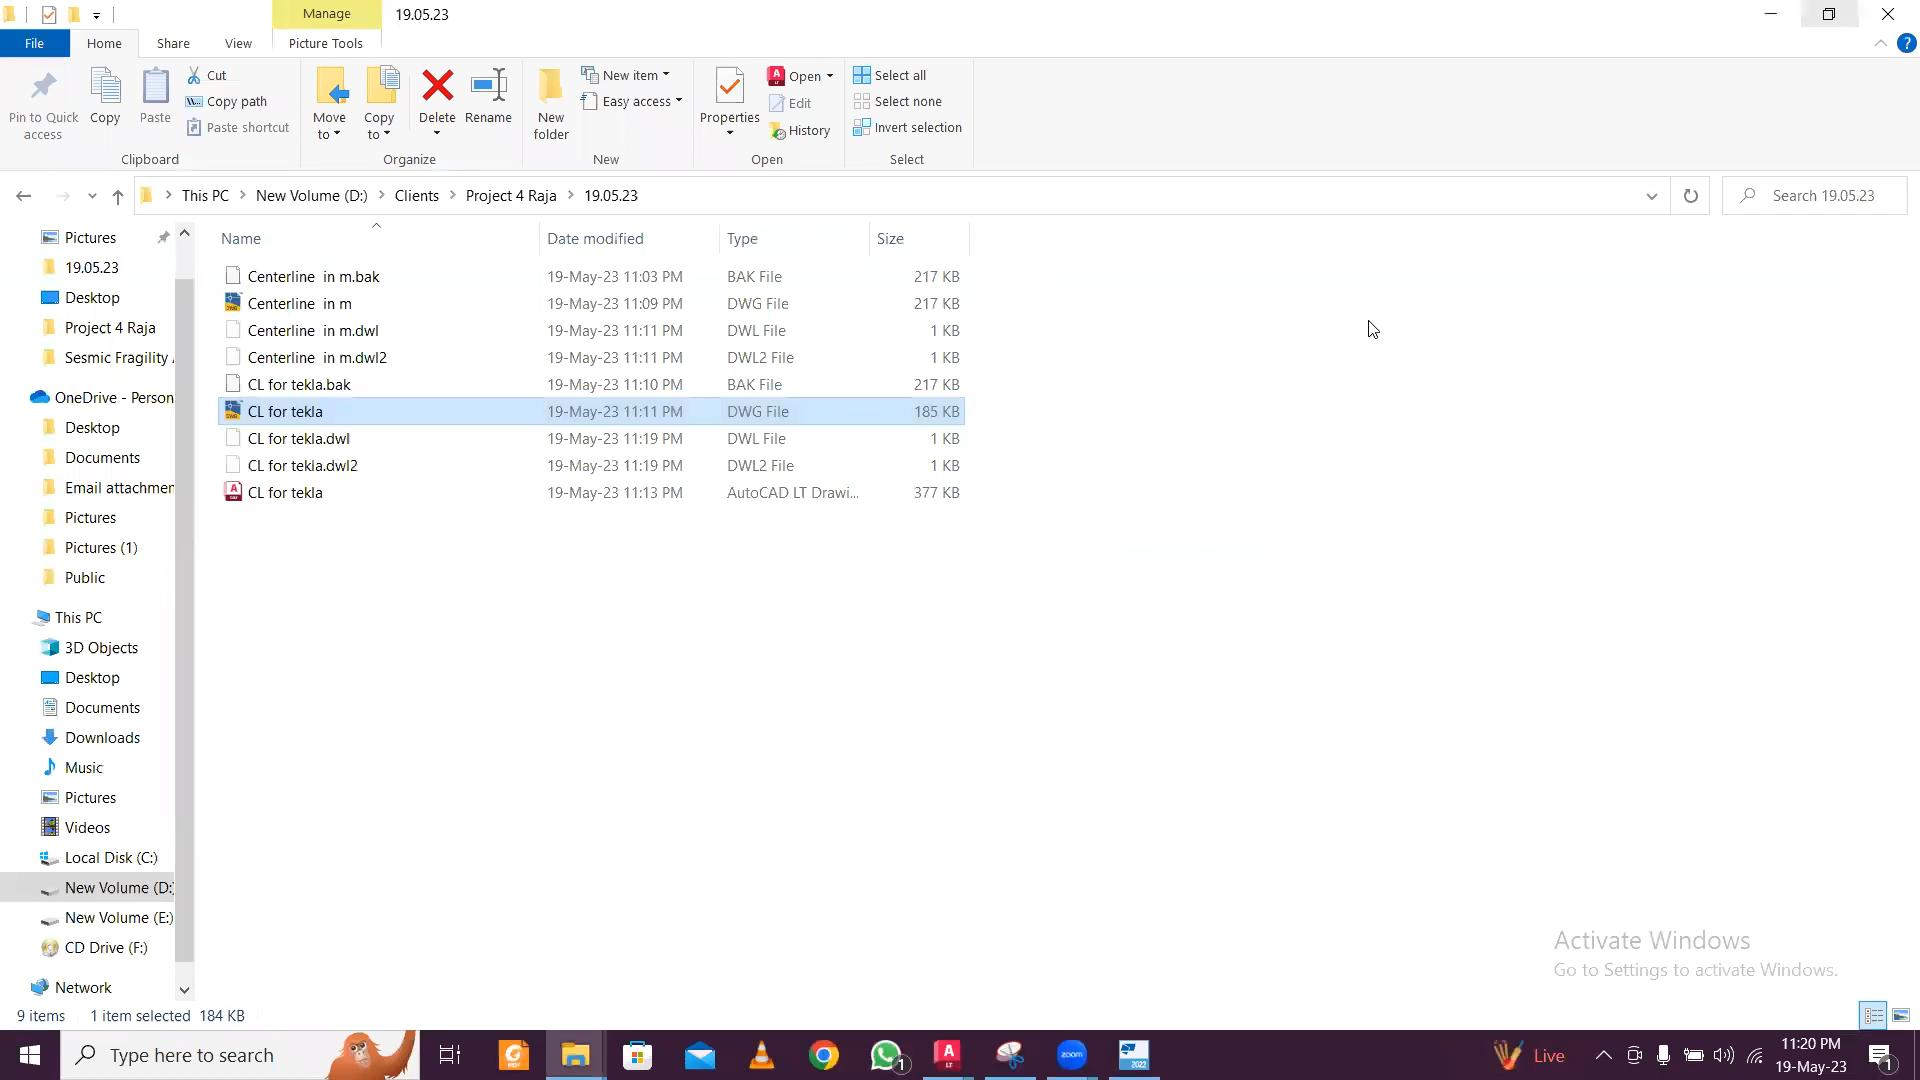 Manage
19.05.23
File
Home
Share
View
Picture Tools
Pin to Quick access
Copy
Paste
Cut
Copy path
Paste shortcut
Clipboard
Move to
Copy to
Delete
Rename
Organize
New folder
New item
Easy access
New
Properties
Open
Edit
History
Open
Select all
Select none
Invert selection
Select
This PC
New Volume (D:)
Clients
Project 4 Raja
19.05.23
Search 19.05.23
Pictures
19.05.23
Desktop
Project 4 Raja
Sesmic Fragility
OneDrive - Person
Desktop
Documents
Email attachmen
Pictures
Pictures (1)
Public
This PC
3D Objects
Desktop
Documents
Downloads
Music
Pictures
Videos
Local Disk (C:)
New Volume (D:)
New Volume (E:)
CD Drive (F:)
Network
Name Date modified Type Size
Centerline in m.bak 19-May-23 11:03 PM BAK File 217 KB
Centerline in m 19-May-23 11:09 PM DWG File 217 KB
Centerline in m.dwl 19-May-23 11:11 PM DWL File 1 KB
Centerline in m.dwl2 19-May-23 11:11 PM DWL2 File 1 KB
CL for tekla.bak 19-May-23 11:10 PM BAK File 217 KB
CL for tekla 19-May-23 11:11 PM DWG File 185 KB
CL for tekla.dwl 19-May-23 11:19 PM DWL File 1 KB
CL for tekla.dwl2 19-May-23 11:19 PM DWL2 File 1 KB
CL for tekla 19-May-23 11:13 PM AutoCAD LT Drawi... 377 KB
Activate Windows
Go to Settings to activate Windows.
9 items 1 item selected 184 KB
Type here to search
1
zoom
2022
Live
11:20 PM
19-May-23
1